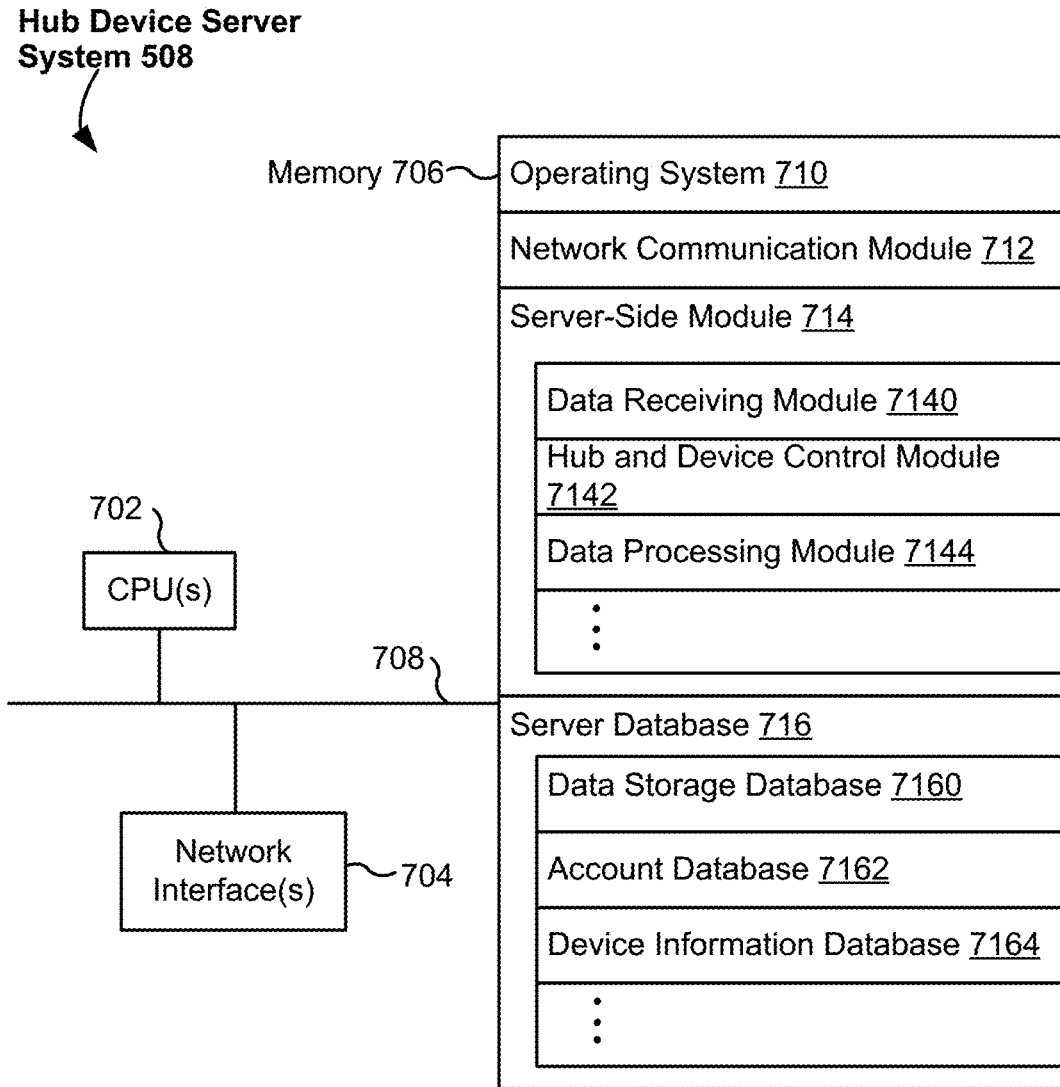 Hub Device Server
System 508
Memory 706
Operating System 710
Network Communication Module 712
Server-Side Module 714
Data Receiving Module 7140
Hub and Device Control Module
7142
Data Processing Module 7144
702
CPU(s)
708
Server Database 716
Data Storage Database 7160
Network
Interface(s)
704
Account Database 7162
Device Information Database 7164